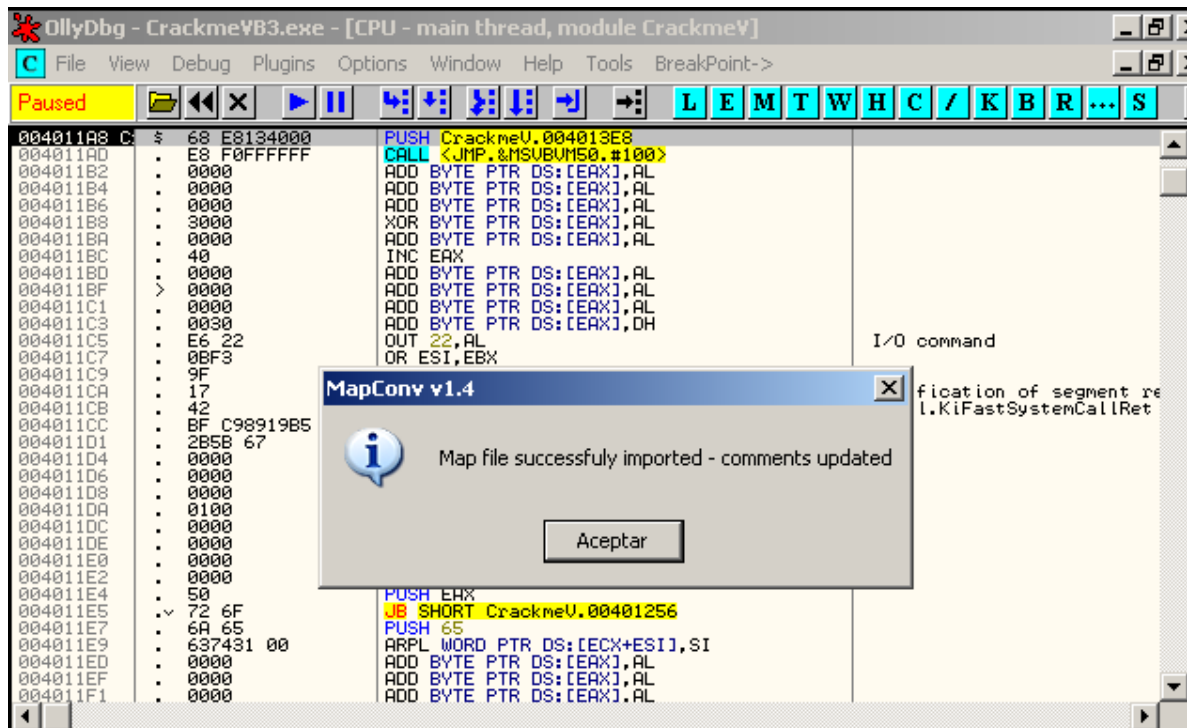 OllyDbg - CrackmeVB3.exe - [CPU - main thread, module CrackmeV]
C File View Debug Plugins Options Window Help Tools BreakPoint->
Paused L E M T W H C / K B R ... S
004011A8 C $ 68 E8134000 PUSH CrackmeV.004013E8
004011AD . E8 F0FFFFFF CALL <JMP.&MSVBVM50.#100>
004011B2 . 0000 ADD BYTE PTR DS:[EAX],AL
004011B4 . 0000 ADD BYTE PTR DS:[EAX],AL
004011B6 . 0000 ADD BYTE PTR DS:[EAX],AL
004011B8 . 3000 XOR BYTE PTR DS:[EAX],AL
004011BA . 0000 ADD BYTE PTR DS:[EAX],AL
004011BC . 40 INC EAX
004011BD . 0000 ADD BYTE PTR DS:[EAX],AL
004011BF > 0000 ADD BYTE PTR DS:[EAX],AL
004011C1 . 0000 ADD BYTE PTR DS:[EAX],AL
004011C3 . 0030 ADD BYTE PTR DS:[EAX],DH
004011C5 . E6 22 OUT 22,AL I/O command
004011C7 . 0BF3 OR ESI,EBX
004011C9 . 9F
004011CA . 17 fication of segment re
004011CB . 42 l.KiFastSystemCallRet
004011CC . BF C98919B5
004011D1 . 2B5B 67
004011D4 . 0000
004011D6 . 0000
004011D8 . 0000
004011DA . 0100
004011DC . 0000
004011DE . 0000
004011E0 . 0000
004011E2 . 0000
MapConv v1.4
Map file successfuly imported - comments updated
Aceptar
004011E4 . 50 PUSH EAX
004011E5 .v 72 6F JB SHORT CrackmeV.00401256
004011E7 . 6A 65 PUSH 65
004011E9 . 637431 00 ARPL WORD PTR DS:[ECX+ESI],SI
004011ED . 0000 ADD BYTE PTR DS:[EAX],AL
004011EF . 0000 ADD BYTE PTR DS:[EAX],AL
004011F1 . 0000 ADD BYTE PTR DS:[EAX],AL